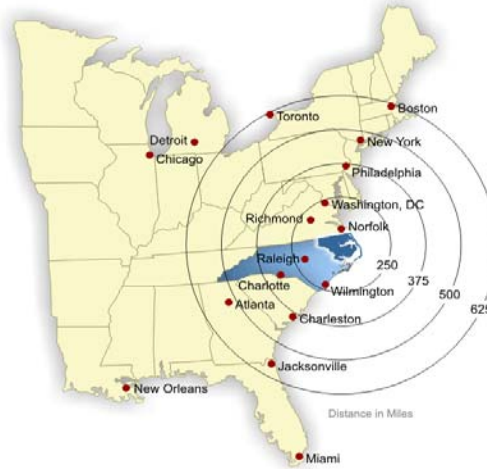 Boston
Toronto
New York
Detroit
Chicago
Philadelphia
Washington, DC
Richmond
Norfolk
Raleigh
250
Charlotte
375
Wilmington
500
Atlanta
625
Charleston
Jacksonville
New Orleans
Distance in Miles
Miami